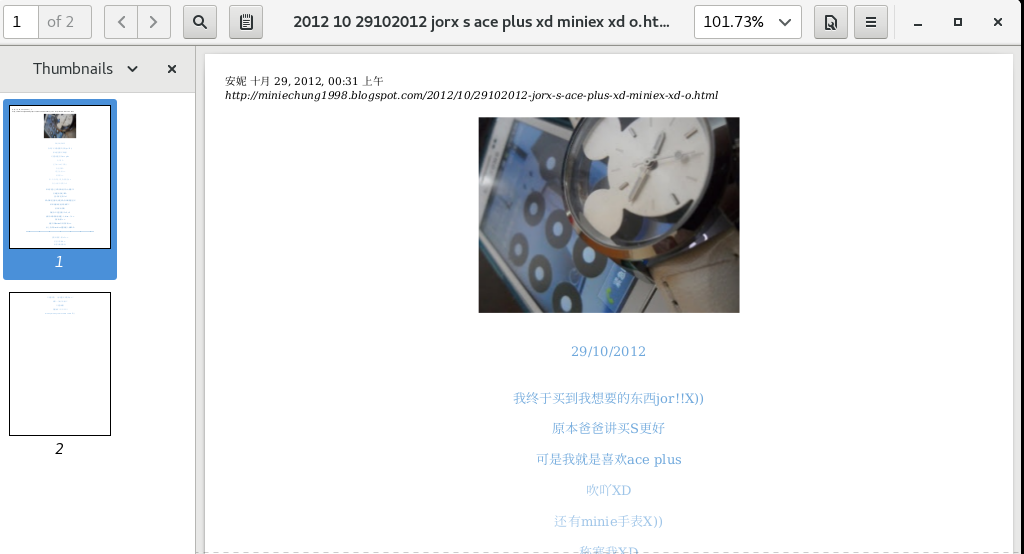 1
of 2
2012 10 29102012 jorx s ace plus xd miniex xd o.ht…
101.73%
Thumbnails
1
2
安妮 十月 29, 2012, 00:31 上午
http://miniechung1998.blogspot.com/2012/10/29102012-jorx-s-ace-plus-xd-miniex-xd-o.html
29/10/2012
我终于买到我想要的东西jor!!X))
原本爸爸讲买S更好
可是我就是喜欢ace plus
吹吖XD
还有minie手表X))